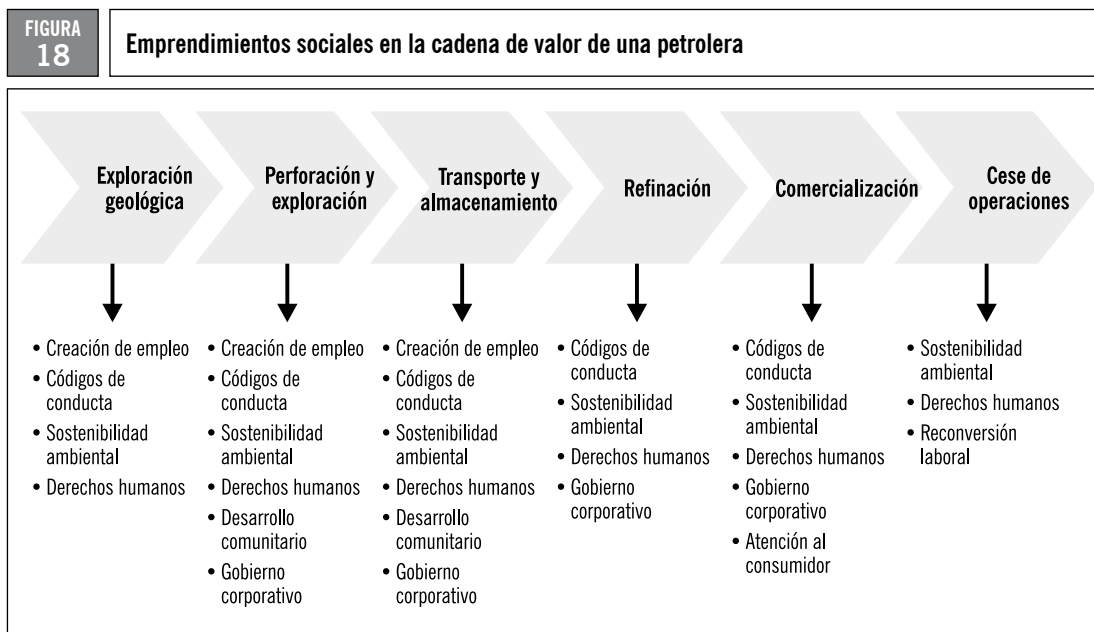 FIGURA
18
Emprendimientos sociales en la cadena de valor de una petrolera
Exploración
geológica
Perforación y
exploración
Transporte y
almacenamiento
Refinación
Comercialización
Cese de
operaciones
• Creación de empleo
• Códigos de
conducta
• Sostenibilidad
ambiental
• Derechos humanos
• Creación de empleo
• Códigos de
conducta
• Sostenibilidad
ambiental
• Derechos humanos
• Desarrollo
comunitario
• Gobierno
corporativo
• Creación de empleo
• Códigos de
conducta
• Sostenibilidad
ambiental
• Derechos humanos
• Desarrollo
comunitario
• Gobierno
corporativo
• Códigos de
conducta
• Sostenibilidad
ambiental
• Derechos humanos
• Gobierno
corporativo
• Códigos de
conducta
• Sostenibilidad
ambiental
• Derechos humanos
• Gobierno
corporativo
• Atención al
consumidor
• Sostenibilidad
ambiental
• Derechos humanos
• Reconversión
laboral